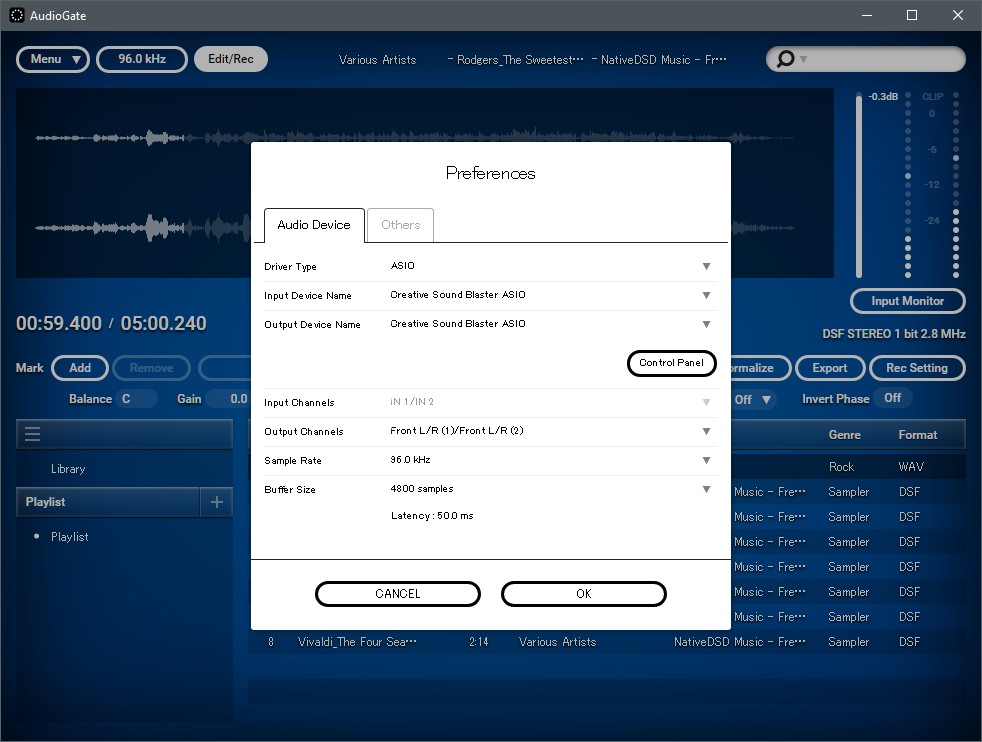 AudioGate
Menu 96.0 kHz Edit/Rec Various Artists - Rodgers_The Sweetest··· - NativeDSD Music - Fr···
-0.3dB CLIP
0
-6
-12
-24
Preferences
Audio Device Others
Driver Type ASIO
Input Device Name Creative Sound Blaster ASIO
Output Device Name Creative Sound Blaster ASIO
Control Panel
Input Channels IN 1/IN 2
Output Channels Front L/R (1)/Front L/R (2)
Sample Rate 96.0 kHz
Buffer Size 4800 samples
Latency : 50.0 ms
CANCEL OK
Input Monitor
00:59.400 / 05:00.240
DSF STEREO 1 bit 2.8 MHz
Mark Add Remove rmalize Export Rec Setting
Balance C Gain 0.0 Off Invert Phase Off
Genre Format
Library
Rock WAV
Playlist +
Music - Fre··· Sampler DSF
Music - Fre··· Sampler DSF
• Playlist
Music - Fre··· Sampler DSF
Music - Fre··· Sampler DSF
Music - Fre··· Sampler DSF
Music - Fre··· Sampler DSF
8 Vivaldi_The Four Sea··· 2:14 Various Artists NativeDSD Music - Fre··· Sampler DSF